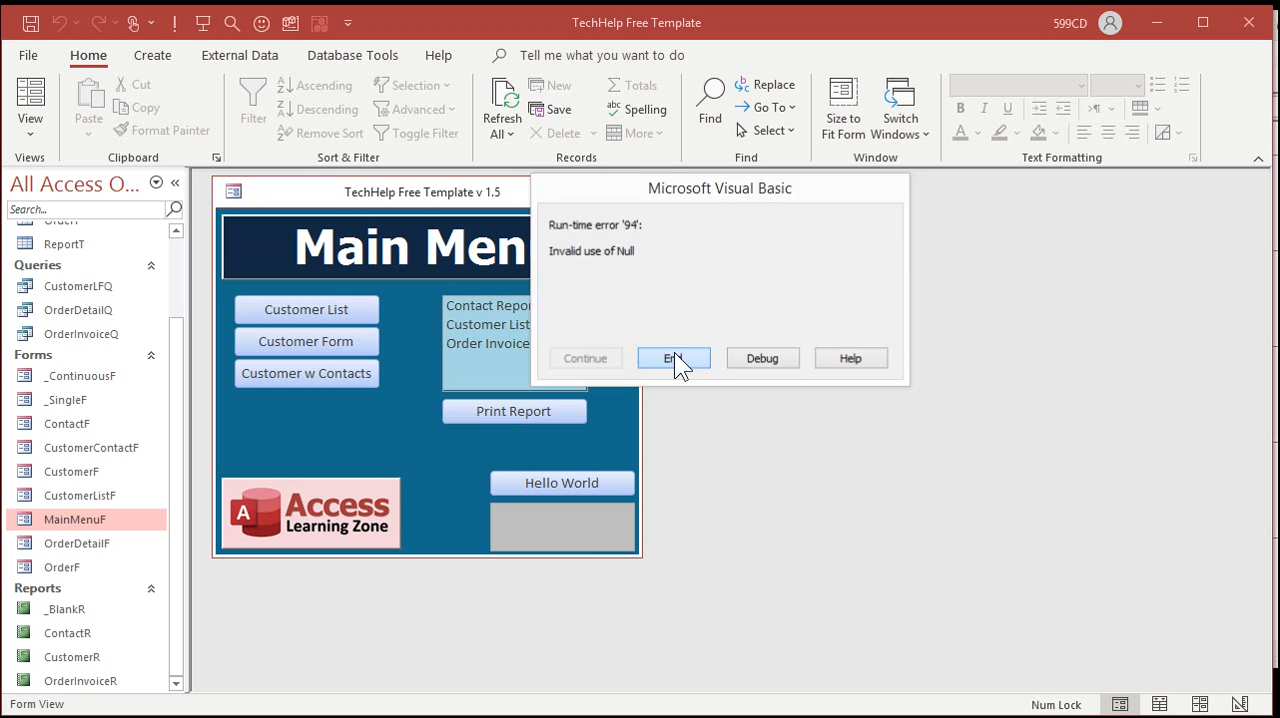 TechHelp Free Template
599CD
File
Home
Create
External Data
Database Tools
Help
Tell me what you want to do
View
Paste
Cut
Copy
Format Painter
Filter
Ascending
Descending
Remove Sort
Selection
Advanced
Toggle Filter
Refresh
All
New
Save
Delete
Totals
Spelling
More
Find
Replace
Go To
Select
Size to
Fit Form
Switch
Windows
B I U
Views
Clipboard
Sort & Filter
Records
Find
Window
Text Formatting
All Access O...
Search...
ReportT
Queries
CustomerLFQ
OrderDetailQ
OrderInvoiceQ
Forms
_ContinuousF
_SingleF
ContactF
CustomerContactF
CustomerF
CustomerListF
MainMenuF
OrderDetailF
OrderF
Reports
_BlankR
ContactR
CustomerR
OrderInvoiceR
TechHelp Free Template v 1.5
Main Men
Customer List
Customer Form
Customer w Contacts
Contact Repor
Customer List
Order Invoice
Print Report
Hello World
A
Access
Learning Zone
Microsoft Visual Basic
Run-time error '94':
Invalid use of Null
Continue
End
Debug
Help
Form View
Num Lock